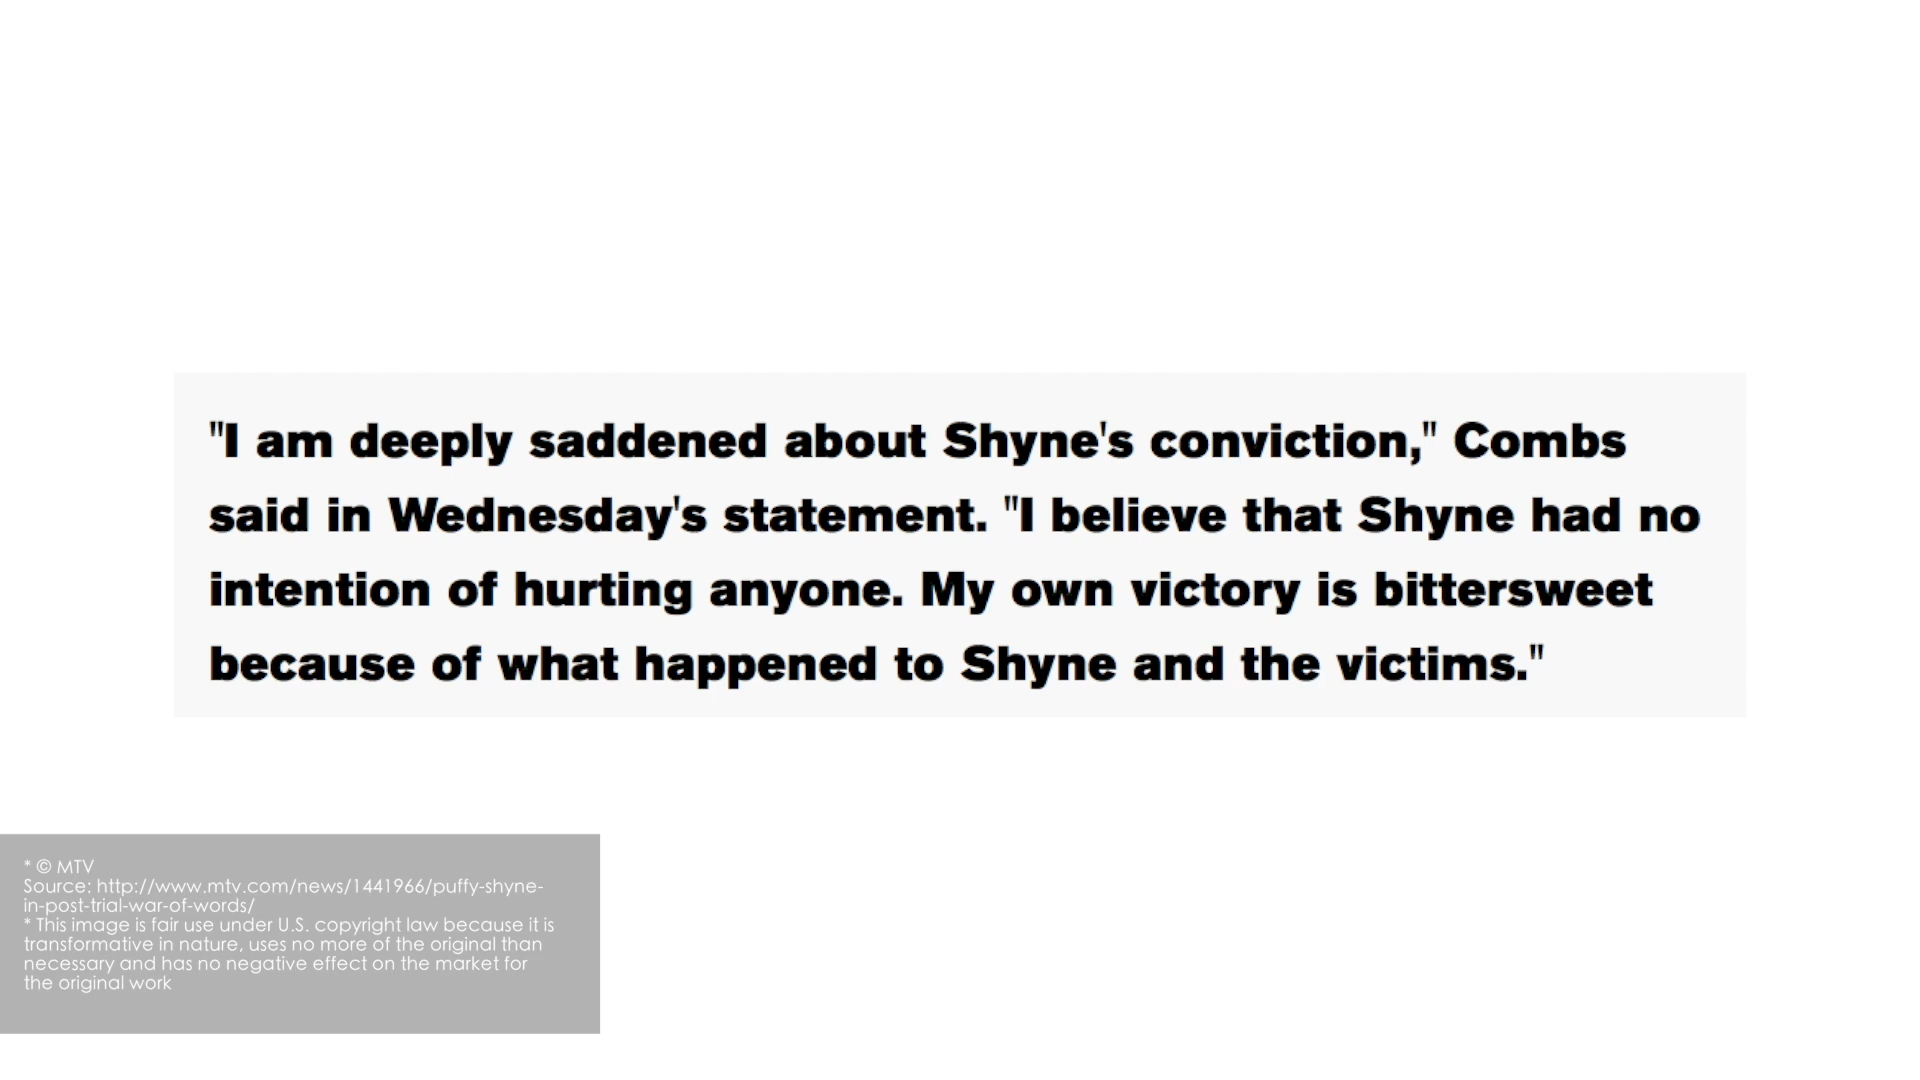 "I am deeply saddened about Shyne's conviction," Combs
said in Wednesday's statement. "I believe that Shyne had no
intention of hurting anyone. My own victory is bittersweet
because of what happened to Shyne and the victims."
* © MTV
Source: http://www.mtv.com/news/1441966/puffy-shyne-
in-post-trial-war-of-words/
* This image is fair use under U.S. copyright law because it is
transformative in nature, uses no more of the original than
necessary and has no negative effect on the market for
the original work